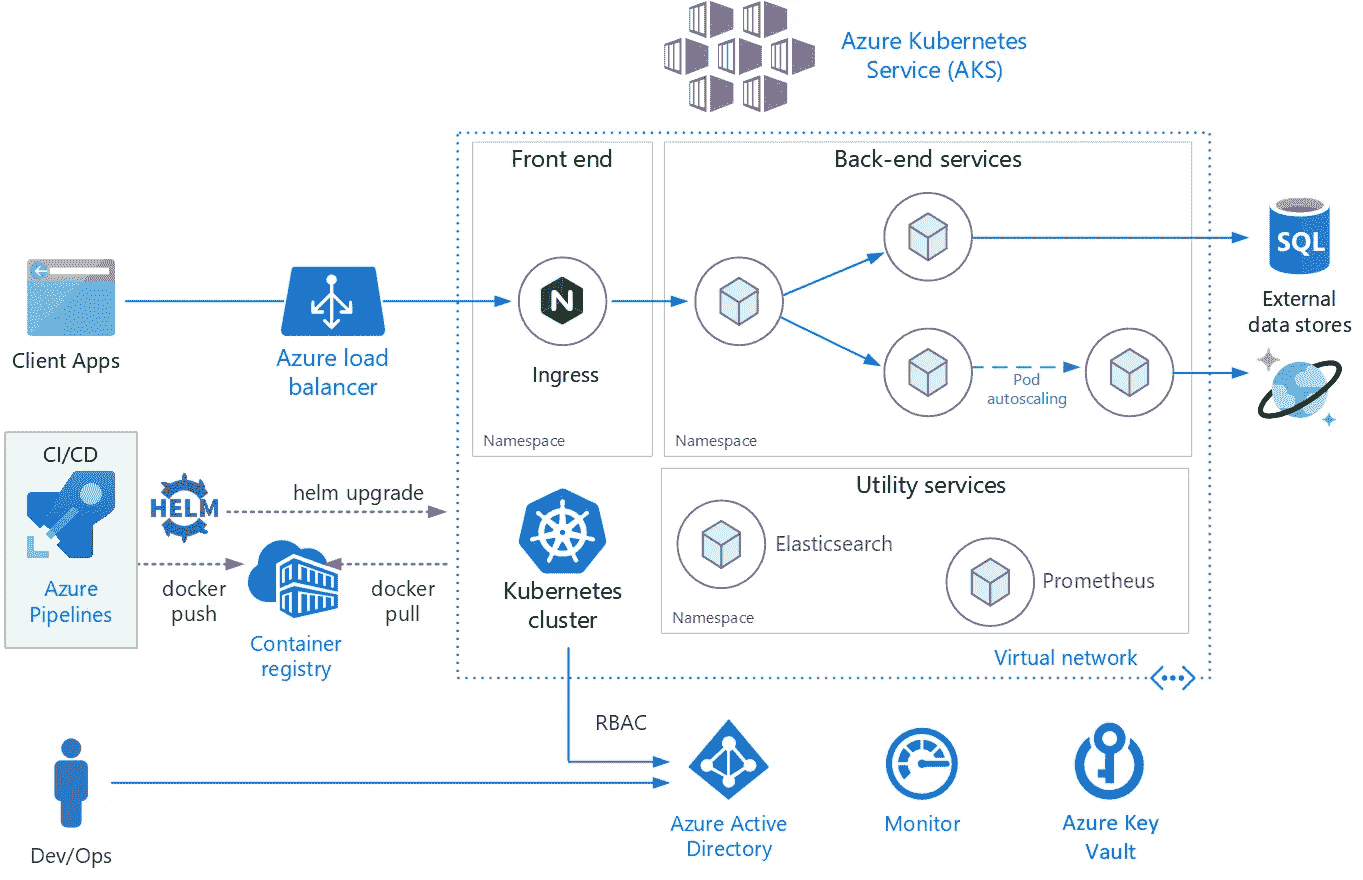 Azure Kubernetes
Service (AKS)
Front end
Back-end services
SQL
External
data stores
Client Apps
Azure load
balancer
N
Ingress
Pod
autoscaling
Namespace
Namespace
CI/CD
HELM
helm upgrade
Azure
Pipelines
docker
push
docker
pull
Container
registry
Kubernetes
cluster
Utility services
Elasticsearch
Prometheus
Namespace
Virtual network
RBAC
Dev/Ops
Azure Active
Directory
Monitor
Azure Key
Vault